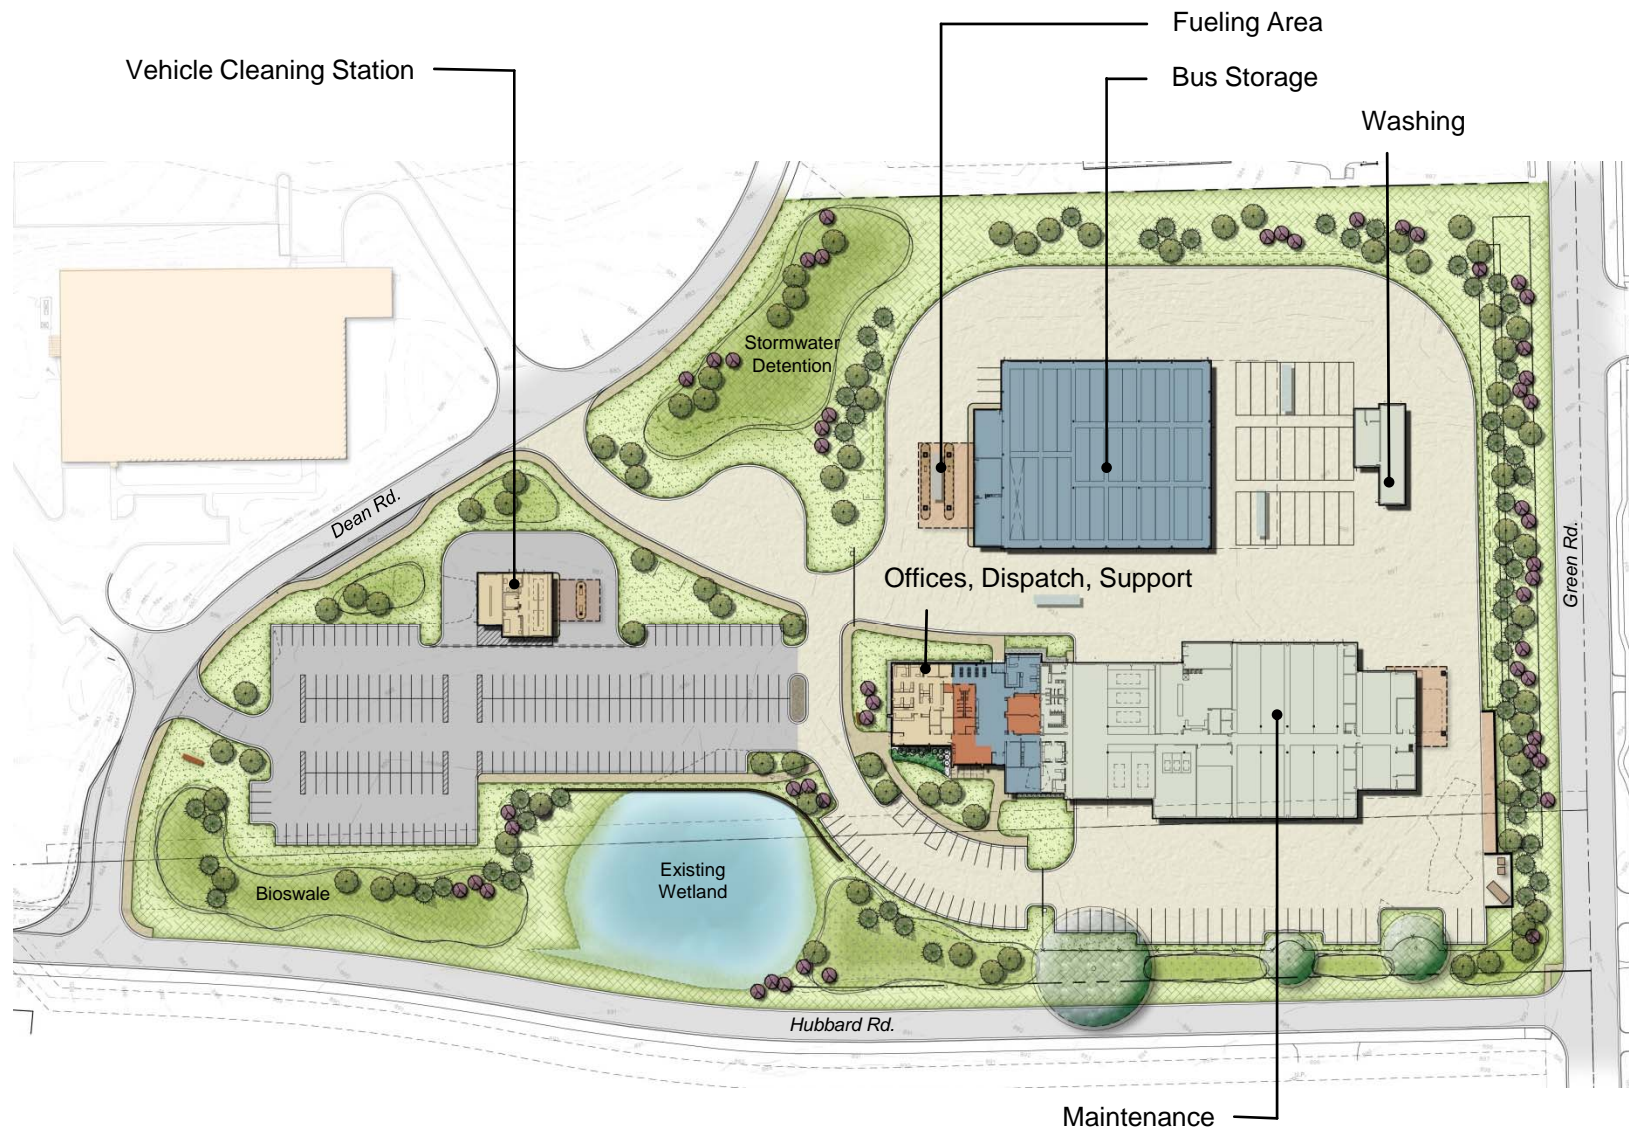 Fueling Area
Vehicle Cleaning Station
Bus Storage
Washing
Stormwater
Detention
Dean Rd.
Green Rd.
Offices, Dispatch, Support
Existing
Wetland
Bioswale
Hubbard Rd.
Maintenance